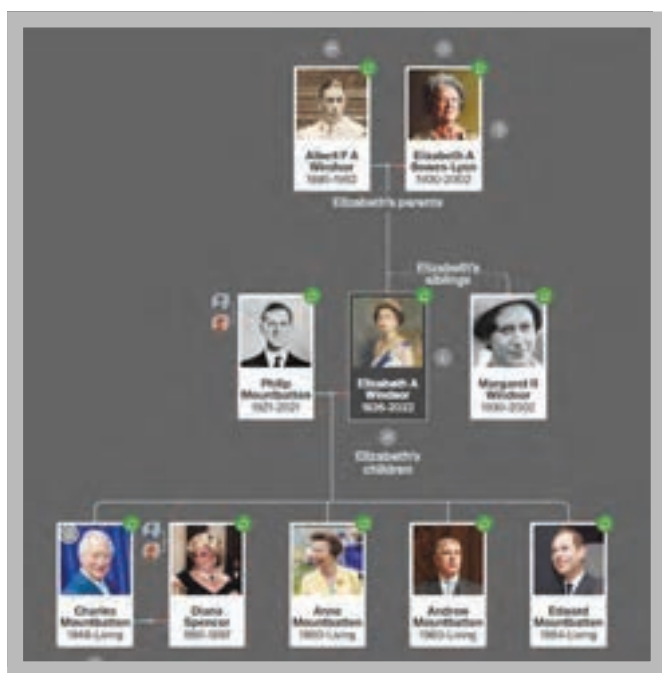 Albert F A
Windsor
1895-1952
Elizabeth A
Bowes-Lyon
1900-2002
Elizabeth's parents
Elizabeth's
siblings
Philip
Mountbatten
1921-2021
Elizabeth A
Windsor
1926-2022
Margaret R
Windsor
1930-2002
Elizabeth's
children
Charles
Mountbatten
1948-Living
Diana
Spencer
1961-1997
Anne
Mountbatten
1950-Living
Andrew
Mountbatten
1960-Living
Edward
Mountbatten
1964-Living